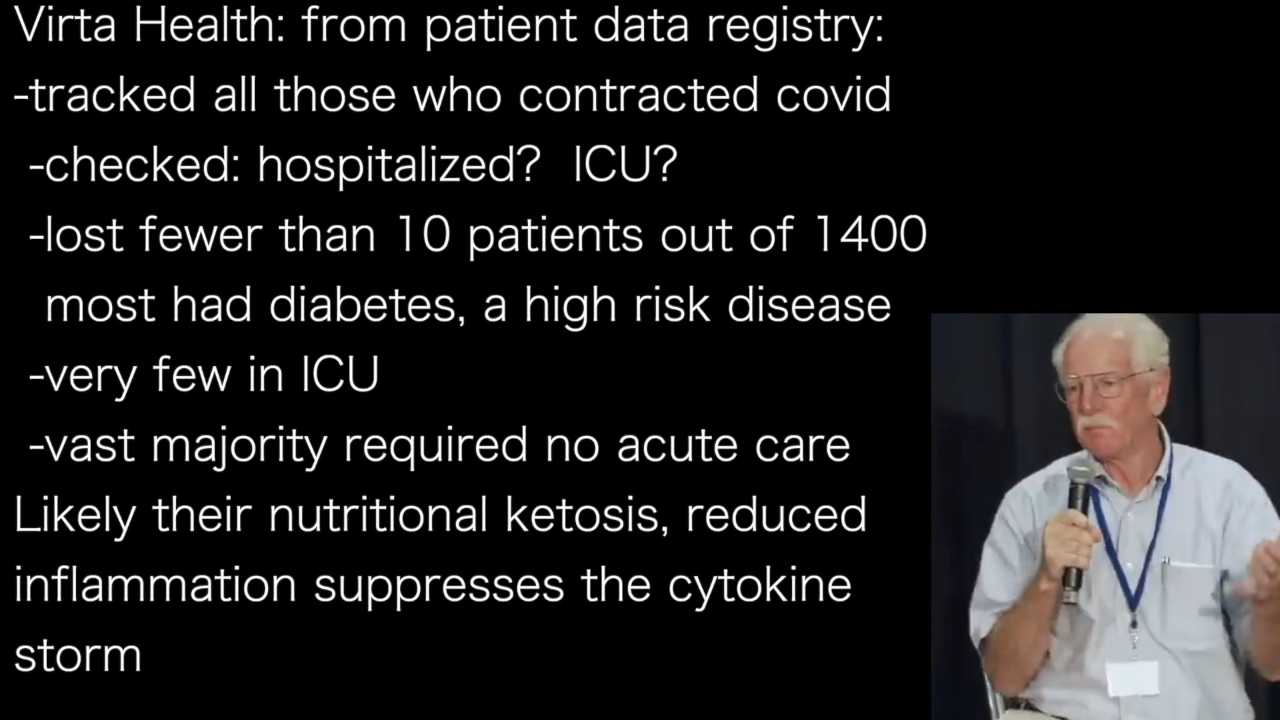 Virta Health: from patient data registry:
-tracked all those who contracted covid
-checked: hospitalized?  ICU?
-lost fewer than 10 patients out of 1400
most had diabetes, a high risk disease
-very few in ICU
-vast majority required no acute care
Likely their nutritional ketosis, reduced
inflammation suppresses the cytokine
storm